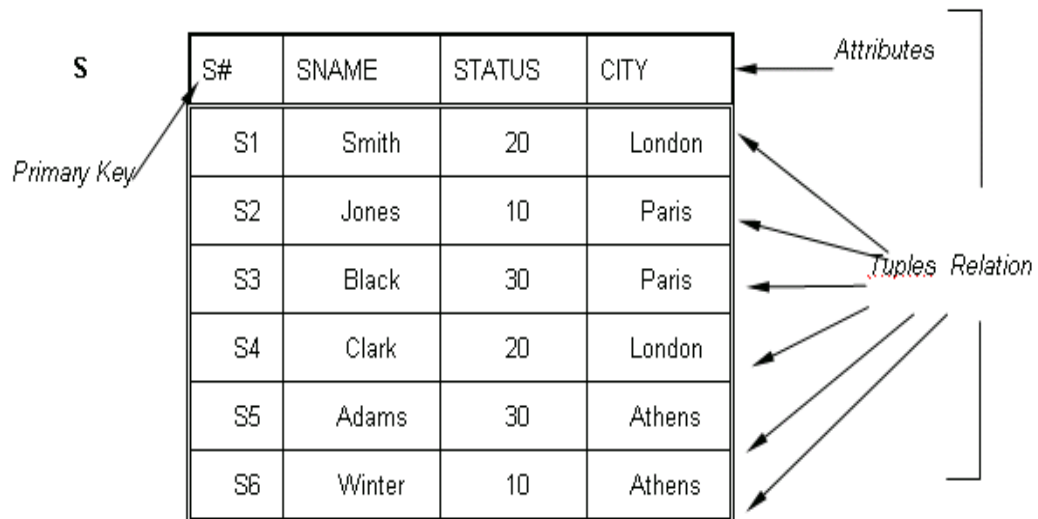 Attributes
S
S# SNAME STATUS CITY
S1 Smith 20 London
Primary Key
S2 Jones 10 Paris
S3 Black 30 Paris
Tuples Relation
S4 Clark 20 London
S5 Adams 30 Athens
S6 Winter 10 Athens